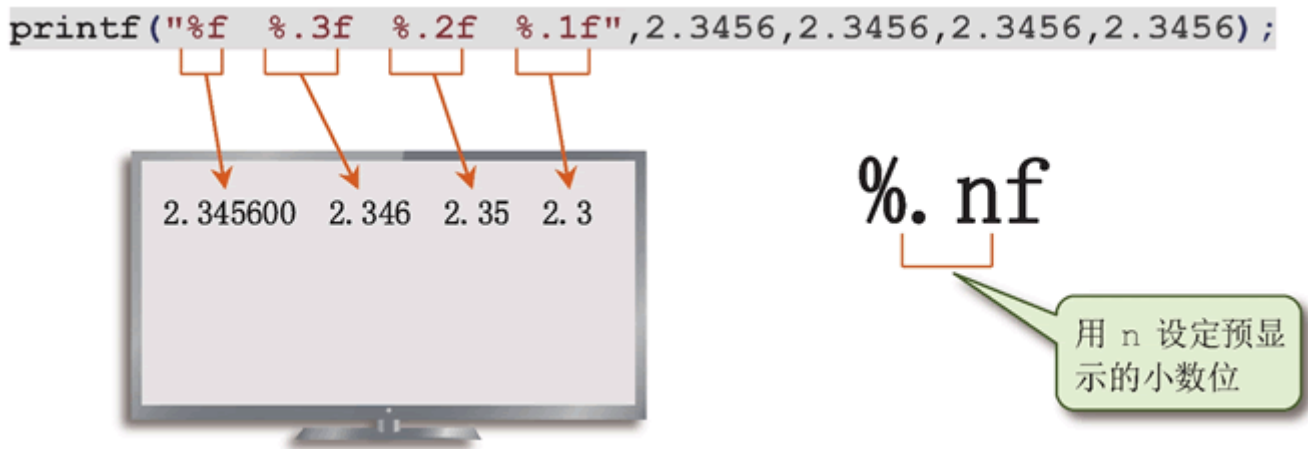 printf("%f  %.3f  %.2f  %.1f",2.3456,2.3456,2.3456,2.3456);
2.345600  2.346  2.35  2.3
%.nf
用 n 设定预显
示的小数位